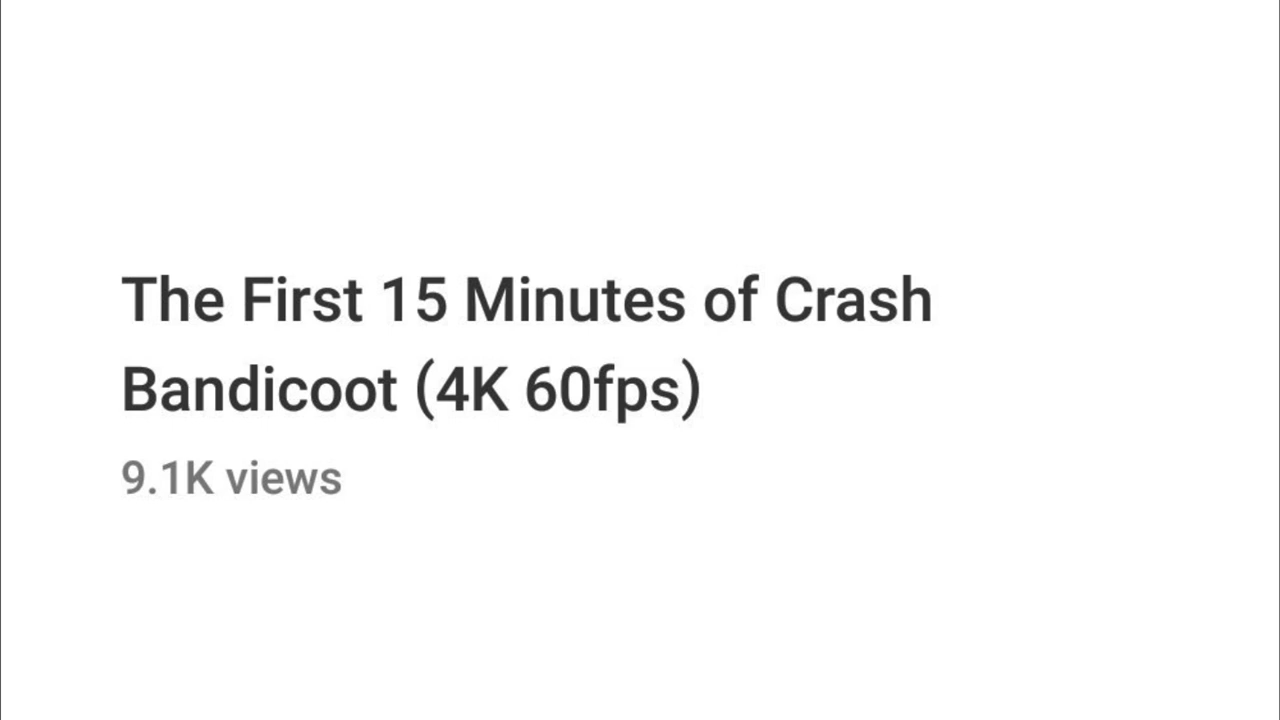 The First 15 Minutes of Crash
Bandicoot (4K 60fps)
9.1K views